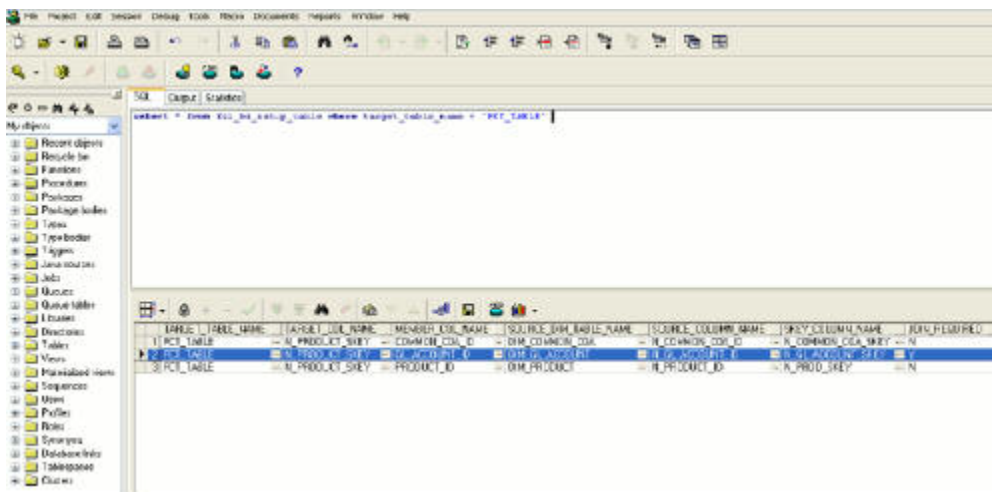 File Project Edit Session Debug Tools Macro Documents Reports Window Help
SQL Output Statistics
select * from where target_table_name = 'FCT_TABLE'
My objects
Recent objects
Recycle bin
Functions
Procedures
Packages
Package bodies
Types
Type bodies
Triggers
Java sources
Jobs
Queues
Queue tables
Libraries
Directories
Tables
Views
Materialized views
Sequences
Users
Profiles
Roles
Synonyms
Database links
Tablespaces
Clusters
TARGET_TABLE_NAME TARGET_COL_NAME MEMBER_COL_NAME SOURCE_DIM_TABLE_NAME SOURCE_COLUMN_NAME SKEY_COLUMN_NAME JOIN_REQUIRED
1 FCT_TABLE N_PRODUCT_SKEY COMMON_COA_ID DIM_COMMON_COA N_COMMON_COA_ID N_COMMON_COA_SKEY N
2 FCT_TABLE N_PRODUCT_SKEY GL_ACCOUNT_ID DIM_GL_ACCOUNT N_GL_ACCOUNT_ID N_GL_ACCOUNT_SKEY Y
3 FCT_TABLE N_PRODUCT_SKEY PRODUCT_ID DIM_PRODUCT N_PRODUCT_ID N_PROD_SKEY N